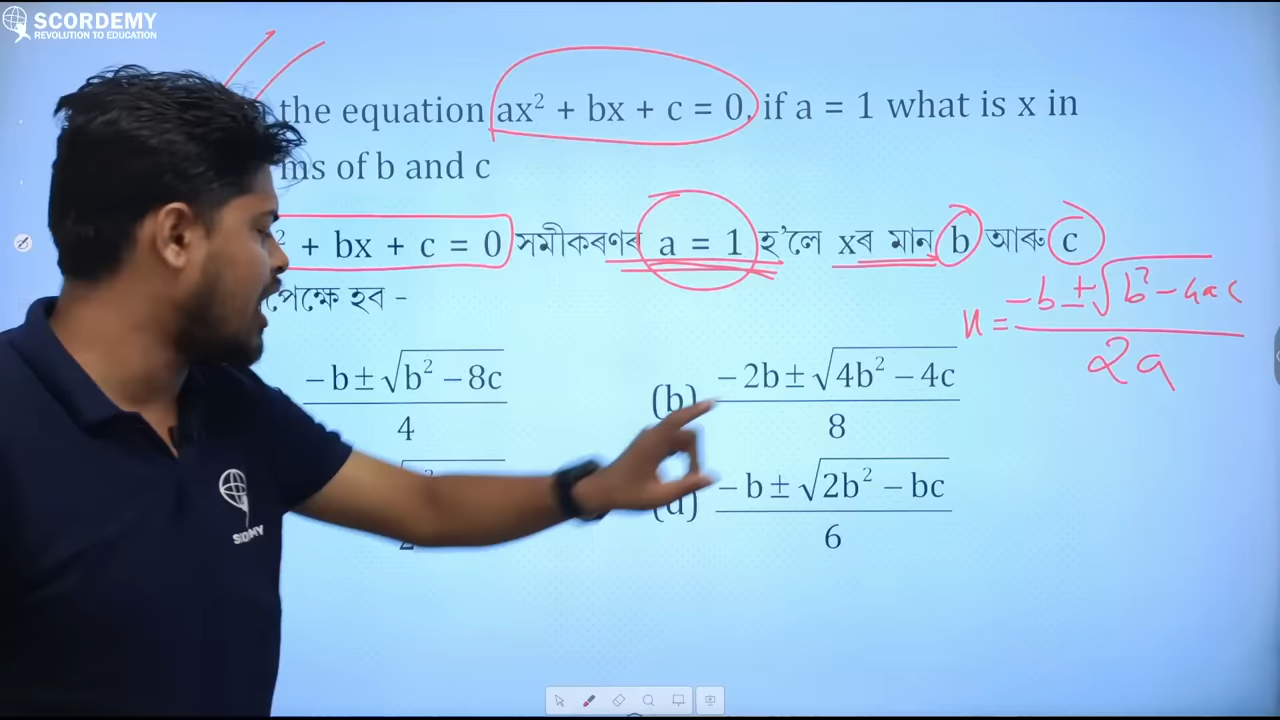 SCORDEMY
REVOLUTION TO EDUCATION
the equation ax² + bx + c = 0, if a = 1 what is x in
ms of b and c
² + bx + c = 0 সমীকৰণৰ a = 1 হ'লে xৰ মান b আৰু c
পেক্ষে হব -
x = (-b ± √(b² - 4ac)) / 2a
(-b ± √(b² - 8c)) / 4
(b) (-2b ± √(4b² - 4c)) / 8
(d) (-b ± √(2b² - bc)) / 6